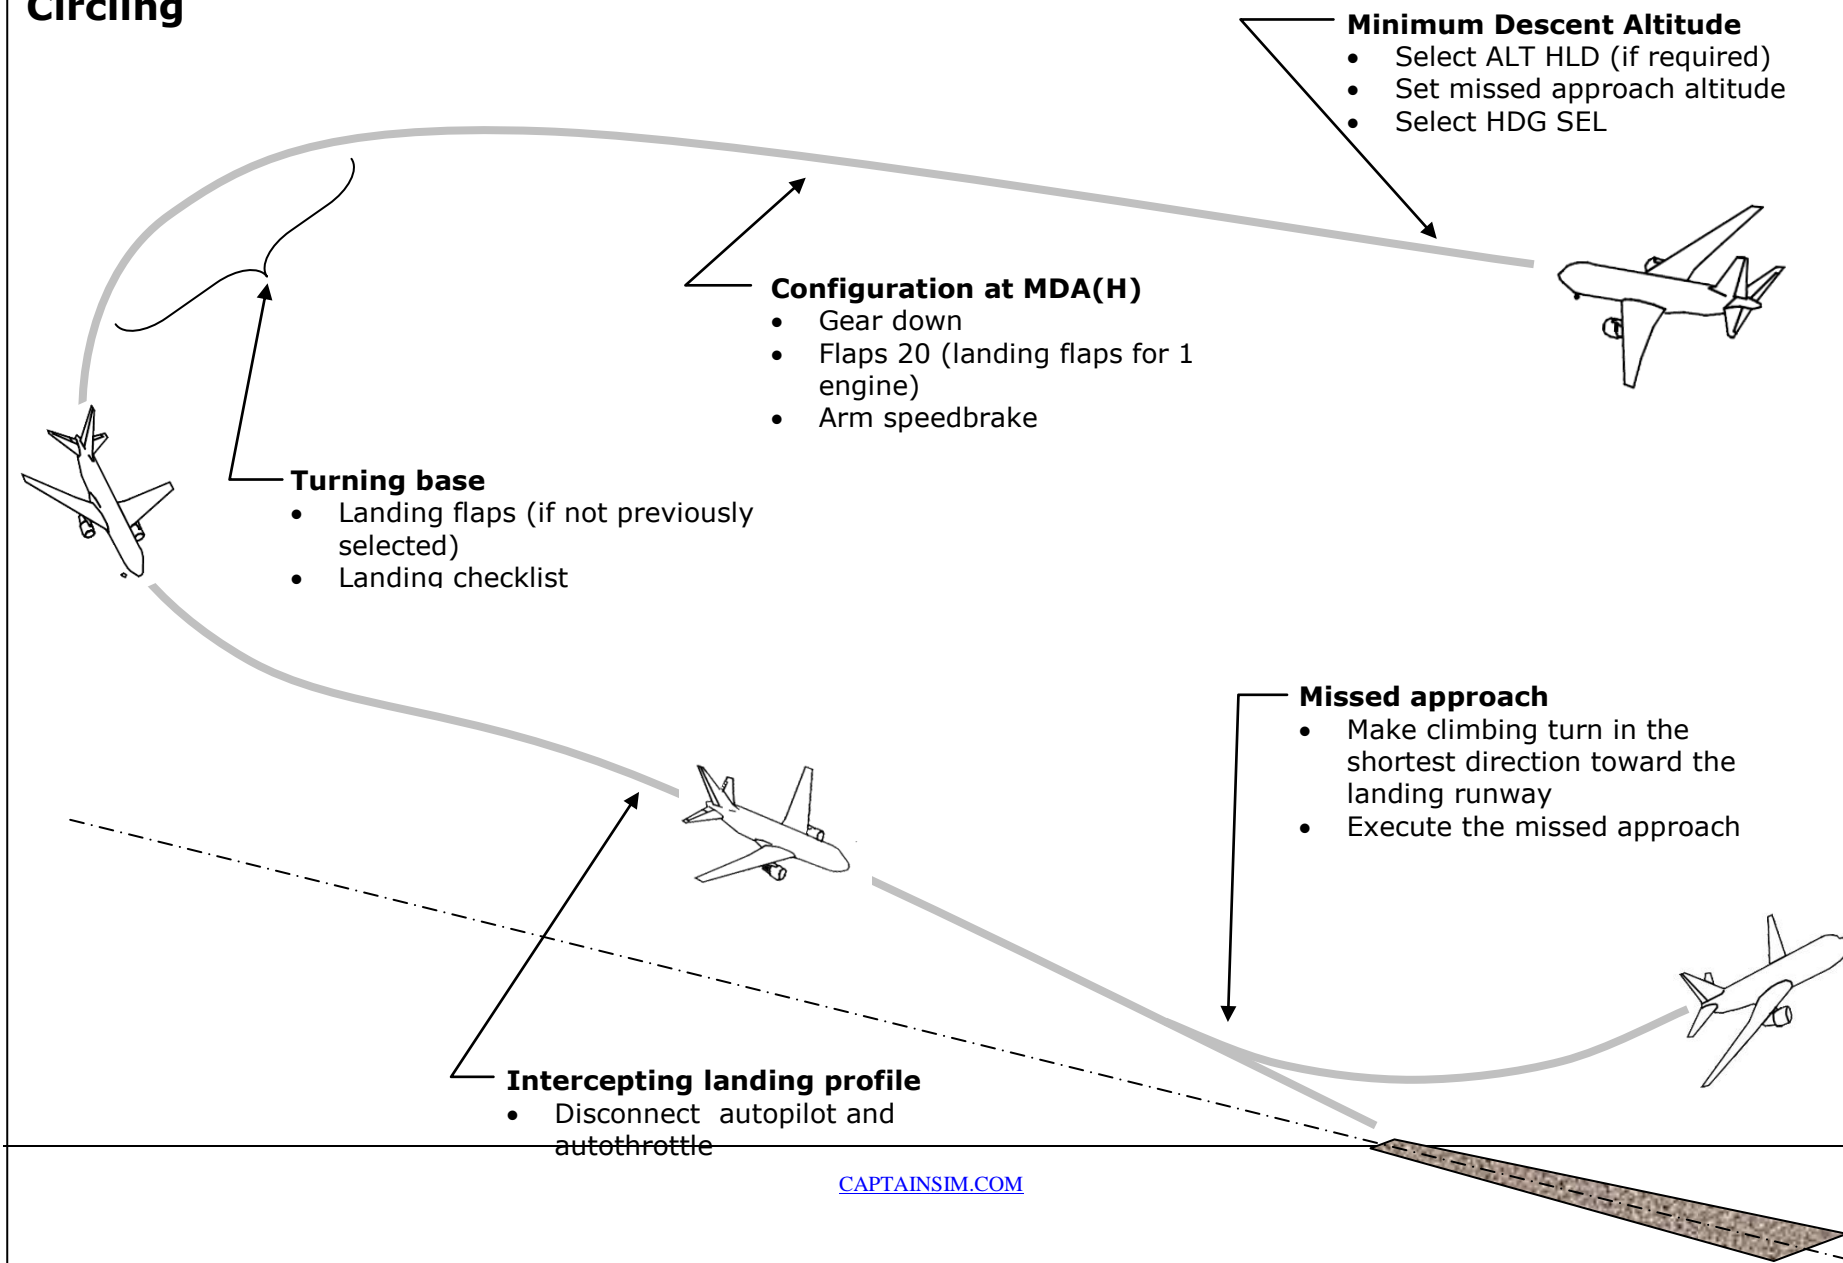 Circling
Minimum Descent Altitude
• Select ALT HLD (if required)
• Set missed approach altitude
• Select HDG SEL
Configuration at MDA(H)
• Gear down
• Flaps 20 (landing flaps for 1
engine)
• Arm speedbrake
Turning base
• Landing flaps (if not previously
selected)
• Landing checklist
Missed approach
• Make climbing turn in the
shortest direction toward the
landing runway
• Execute the missed approach
Intercepting landing profile
• Disconnect  autopilot and
autothrottle
CAPTAINSIM.COM